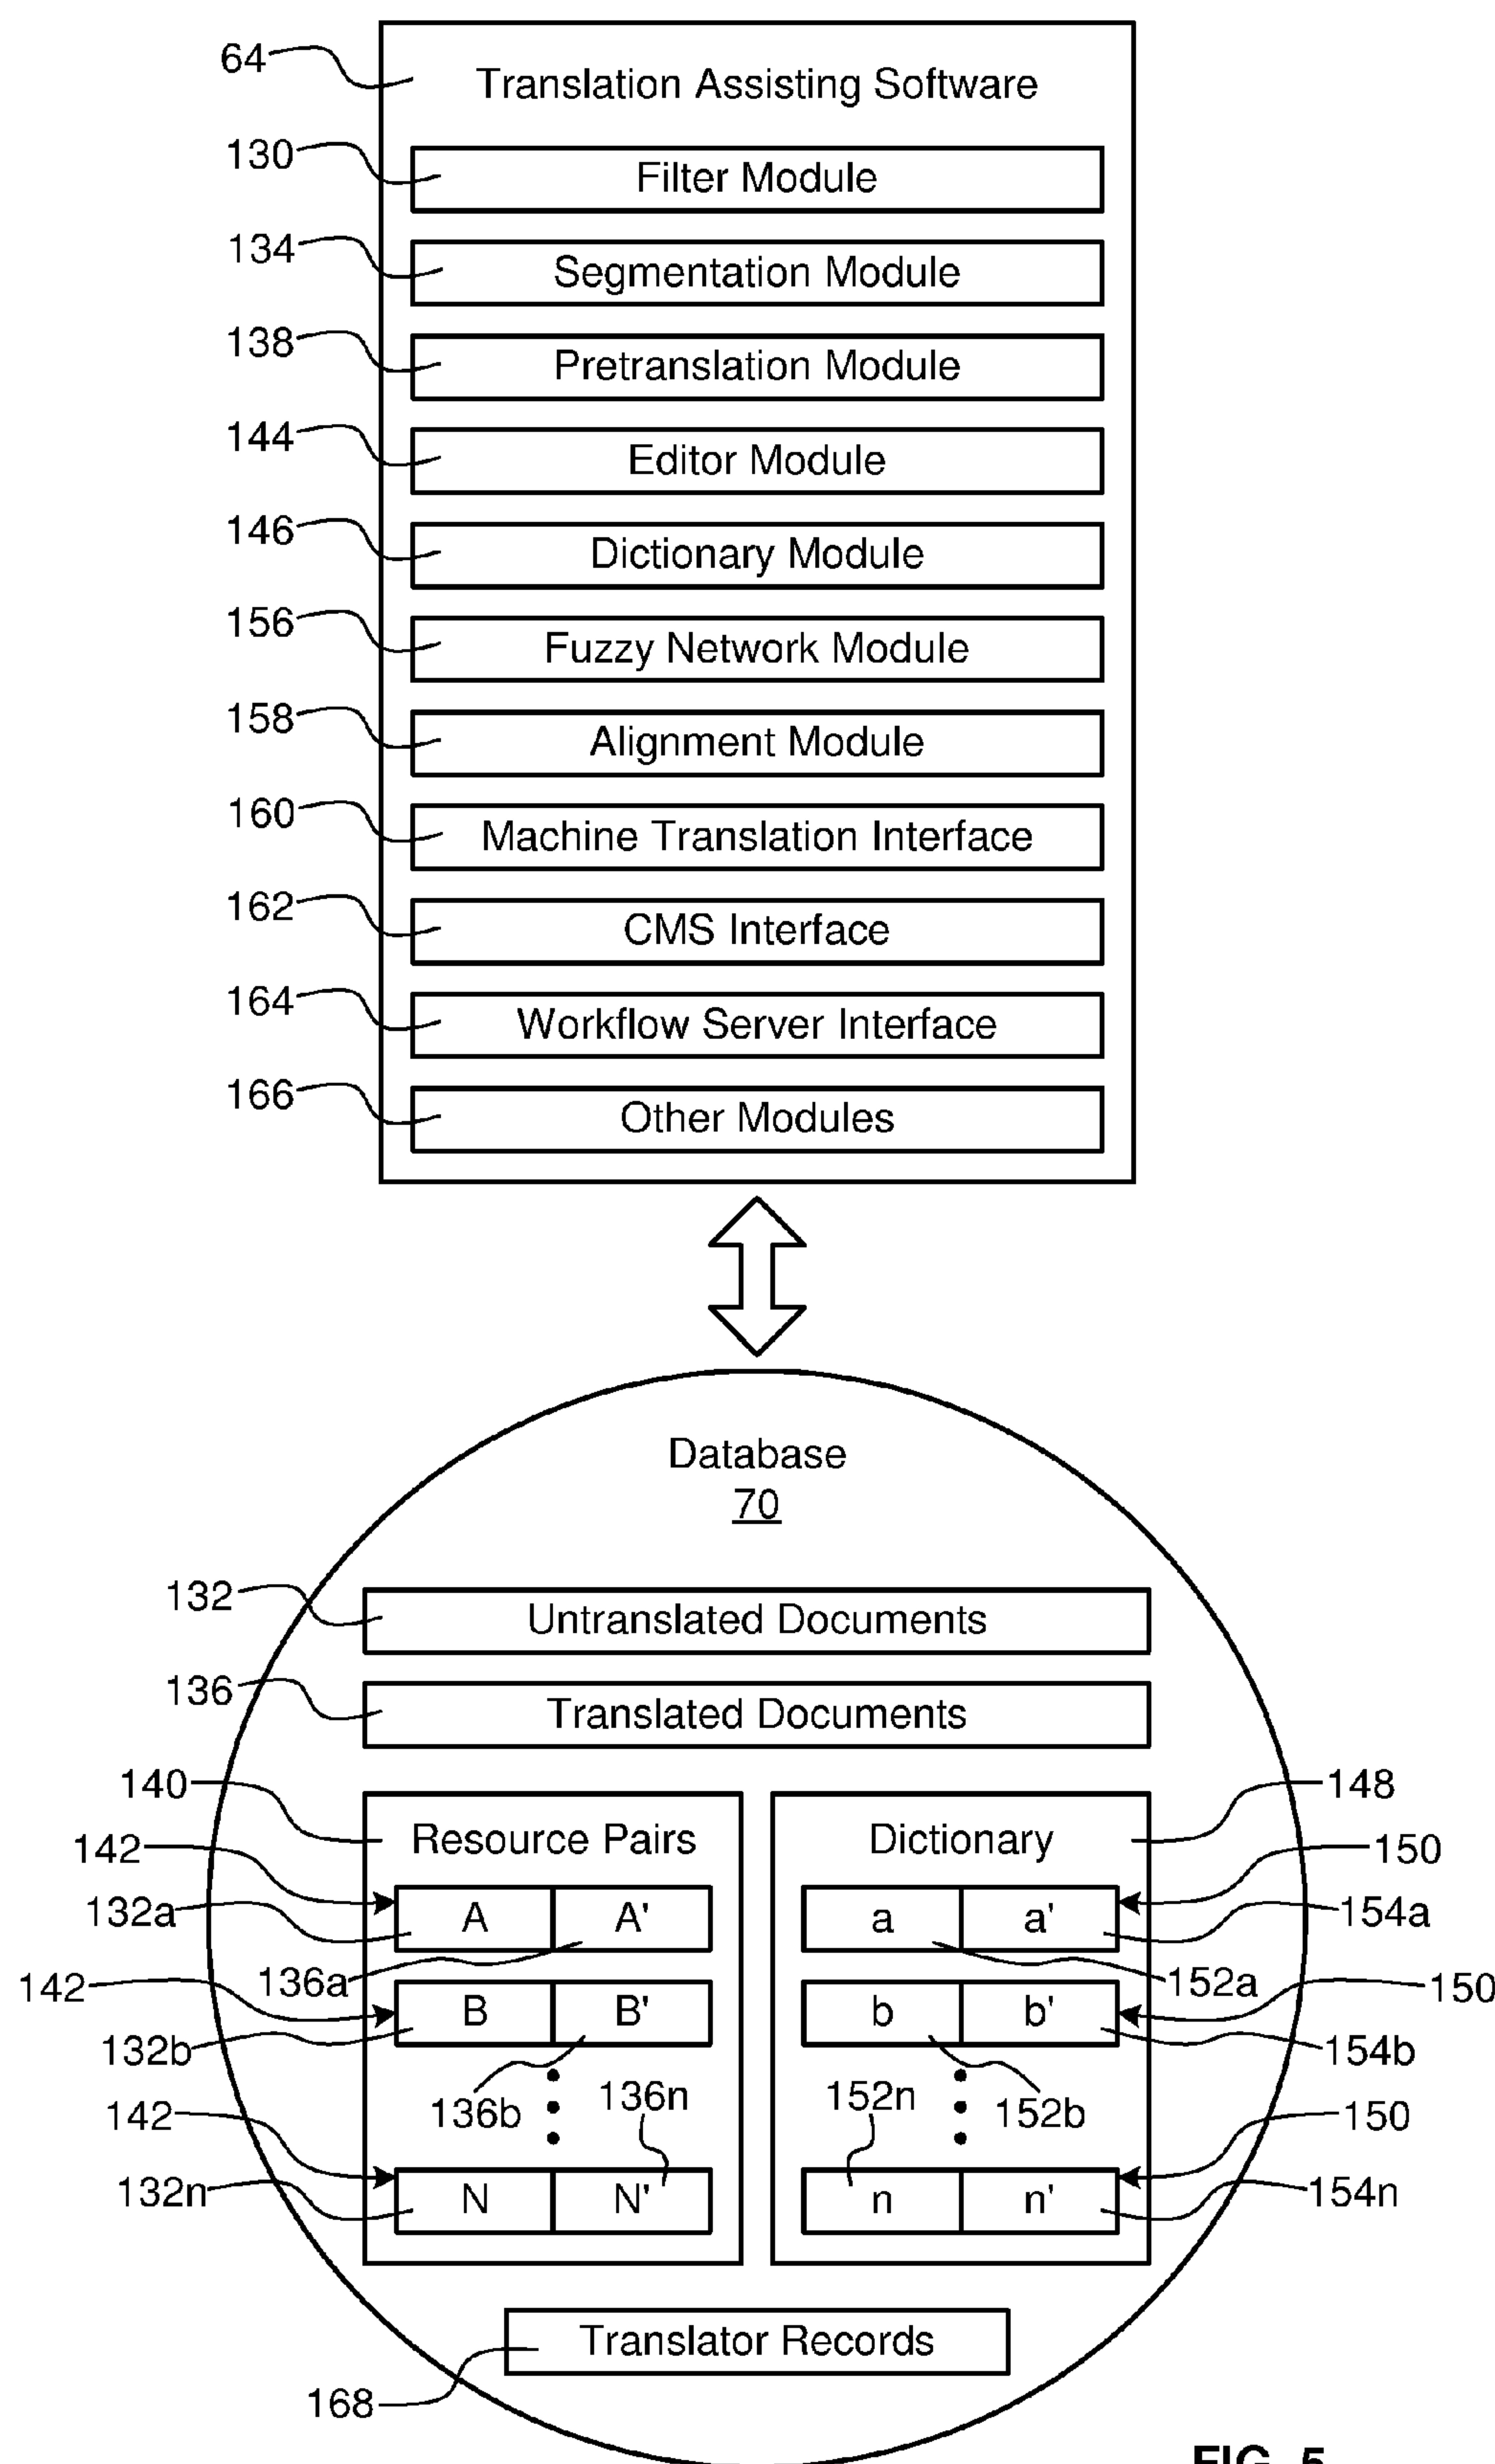 64
Translation Assisting Software
130
Filter Module
134
Segmentation Module
138
Pretranslation Module
144
Editor Module
146
Dictionary Module
156
Fuzzy Network Module
158
Alignment Module
160
Machine Translation Interface
162
CMS Interface
164
Workflow Server Interface
166
Other Modules
Database
70
132
Untranslated Documents
136
Translated Documents
140
Resource Pairs
Dictionary
148
142
150
132a
A A'
a a'
154a
136a
152a
142
150
B B'
b b'
132b
154b
136b
136n
152n
152b
142
150
132n
N N'
n n'
154n
Translator Records
168
FIG. 5